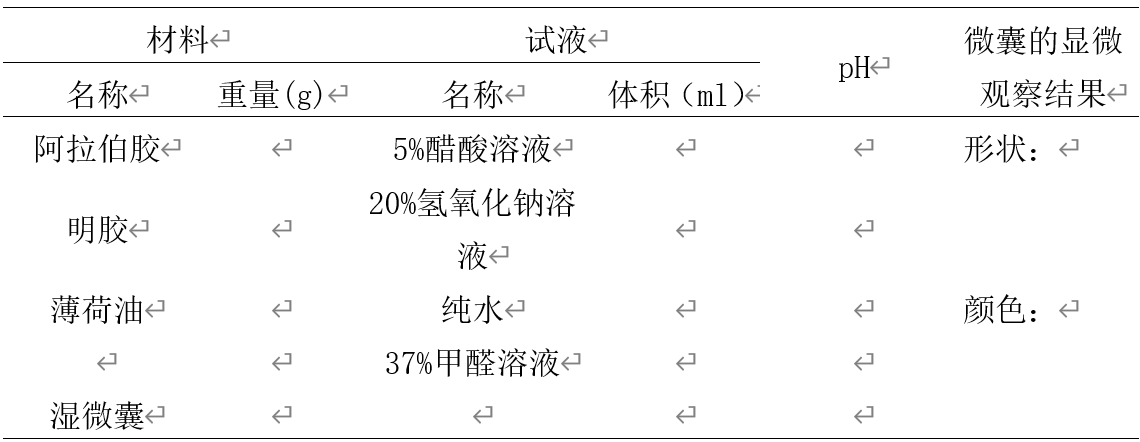 材料 试液 pH 微囊的显微
观察结果
名称 重量(g) 名称 体积（ml）
阿拉伯胶 5%醋酸溶液 形状：
明胶 20%氢氧化钠溶
液
薄荷油 纯水 颜色：
37%甲醛溶液
湿微囊